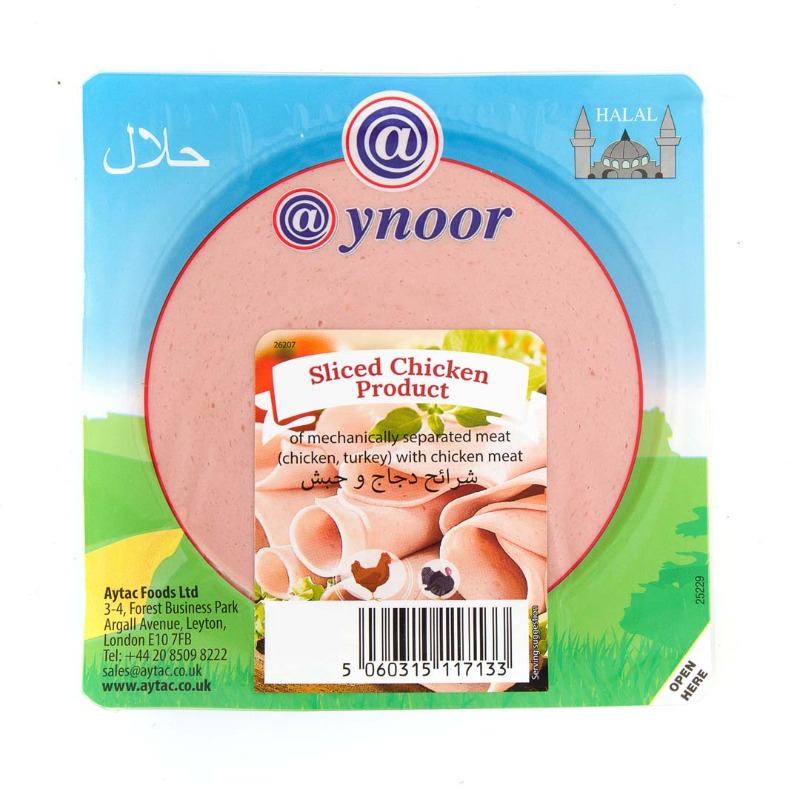 حلال
HALAL
@
@ynoor
26207
Sliced Chicken
Product
of mechanically separated meat
(chicken, turkey) with chicken meat
شرائح دجاج و حبش
Aytac Foods Ltd
3-4, Forest Business Park
Argall Avenue, Leyton,
London E10 7FB
Tel: +44 20 8509 8222
sales@aytac.co.uk
www.aytac.co.uk
5 060315 117133
Serving suggestion
25229
OPEN
HERE